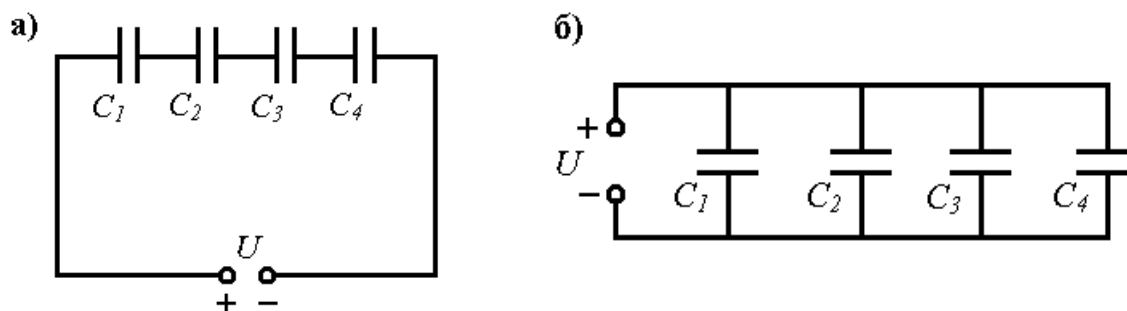 а)
C1 C2 C3 C4
U
+ −
б)
+
U
−
C1 C2 C3 C4